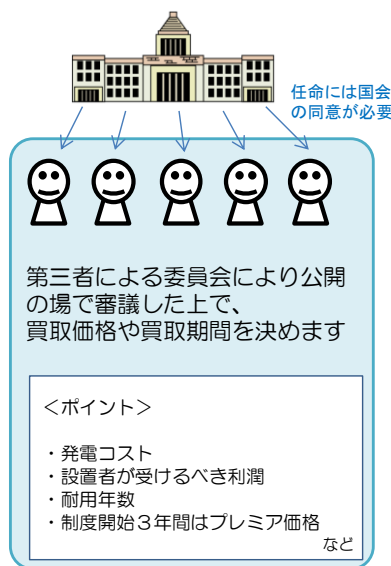 任命には国会
の同意が必要
第三者による委員会により公開
の場で審議した上で、
買取価格や買取期間を決めます
＜ポイント＞
・発電コスト
・設置者が受けるべき利潤
・耐用年数
・制度開始３年間はプレミア価格
など